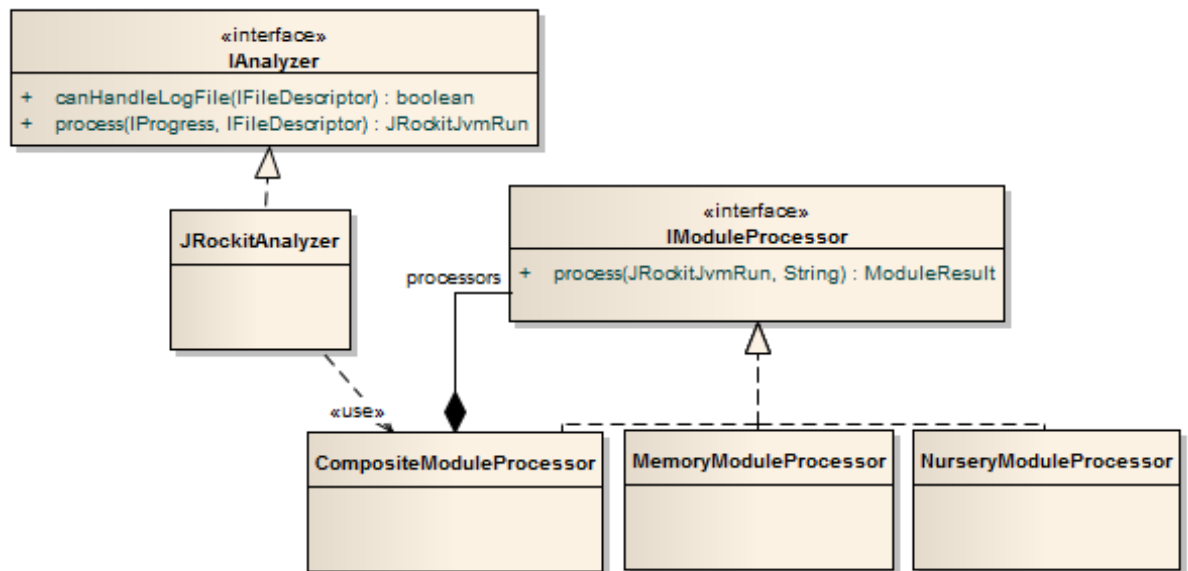 «interface»
IAnalyzer
+ canHandleLogFile(IFileDescriptor) : boolean
+ process(IProgress, IFileDescriptor) : JRockitJvmRun
JRockitAnalyzer
«interface»
IModuleProcessor
+ process(JRockitJvmRun, String) : ModuleResult
processors
«use»
CompositeModuleProcessor
MemoryModuleProcessor
NurseryModuleProcessor